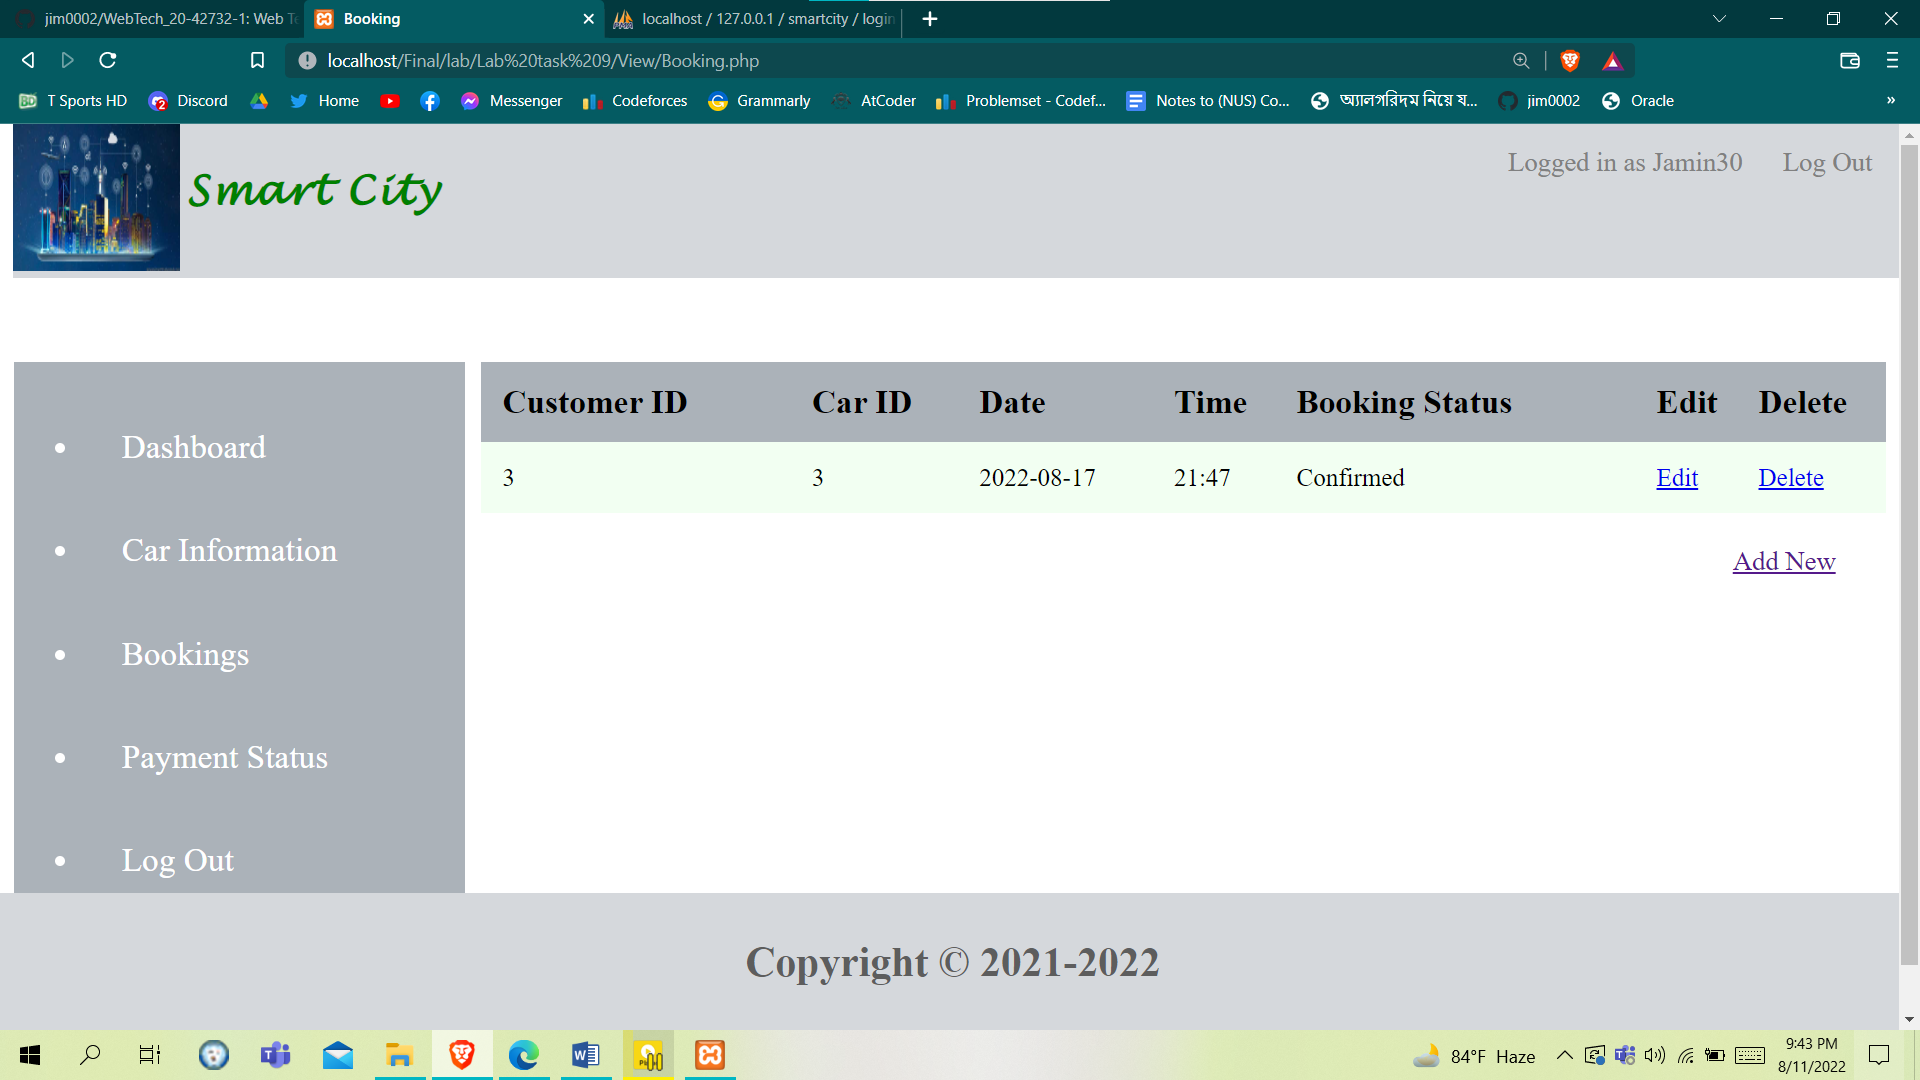 jim0002/WebTech_20-42732-1: Web Te
Booking
localhost / 127.0.0.1 / smartcity / login
localhost/Final/lab/Lab%20task%209/View/Booking.php
T Sports HD
Discord
Home
Messenger
Codeforces
Grammarly
AtCoder
Problemset - Codef...
Notes to (NUS) Co...
অ্যালগরিদম নিয়ে য...
jim0002
Oracle
»
Smart City
Logged in as Jamin30 Log Out
Customer ID Car ID Date Time Booking Status Edit Delete
3 3 2022-08-17 21:47 Confirmed Edit Delete
Add New
Dashboard
Car Information
Bookings
Payment Status
Log Out
Copyright © 2021-2022
84°F Haze
9:43 PM
8/11/2022